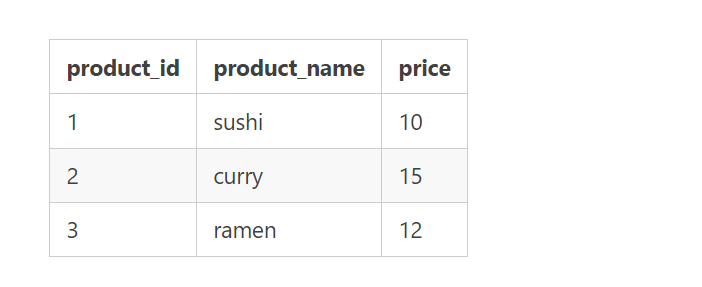 product_id product_name price
1 sushi 10
2 curry 15
3 ramen 12